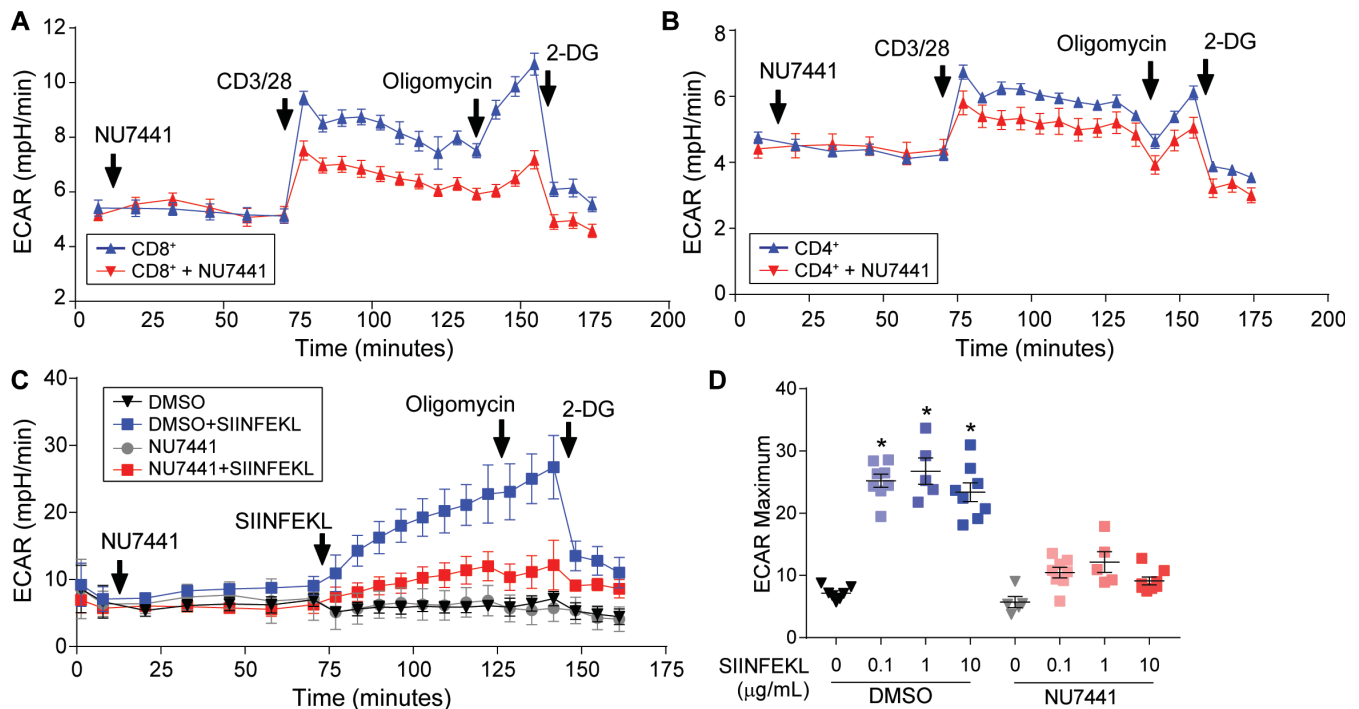 A
ECAR (mpH/min)
12
10
8
6
4
2
NU7441
CD3/28
Oligomycin
2-DG
CD8⁺
CD8⁺ + NU7441
0
25
50
75
100
125
150
175
200
Time (minutes)
B
ECAR (mpH/min)
8
6
4
2
0
NU7441
CD3/28
Oligomycin
2-DG
CD4⁺
CD4⁺ + NU7441
0
25
50
75
100
125
150
175
200
Time (minutes)
C
ECAR (mpH/min)
40
30
20
10
0
DMSO
DMSO+SIINFEKL
NU7441
NU7441+SIINFEKL
NU7441
SIINFEKL
Oligomycin
2-DG
0
25
50
75
100
125
150
175
Time (minutes)
D
ECAR Maximum
40
30
20
10
0
*
*
*
SIINFEKL
(μg/mL)
0
0.1
1
10
0
0.1
1
10
DMSO
NU7441